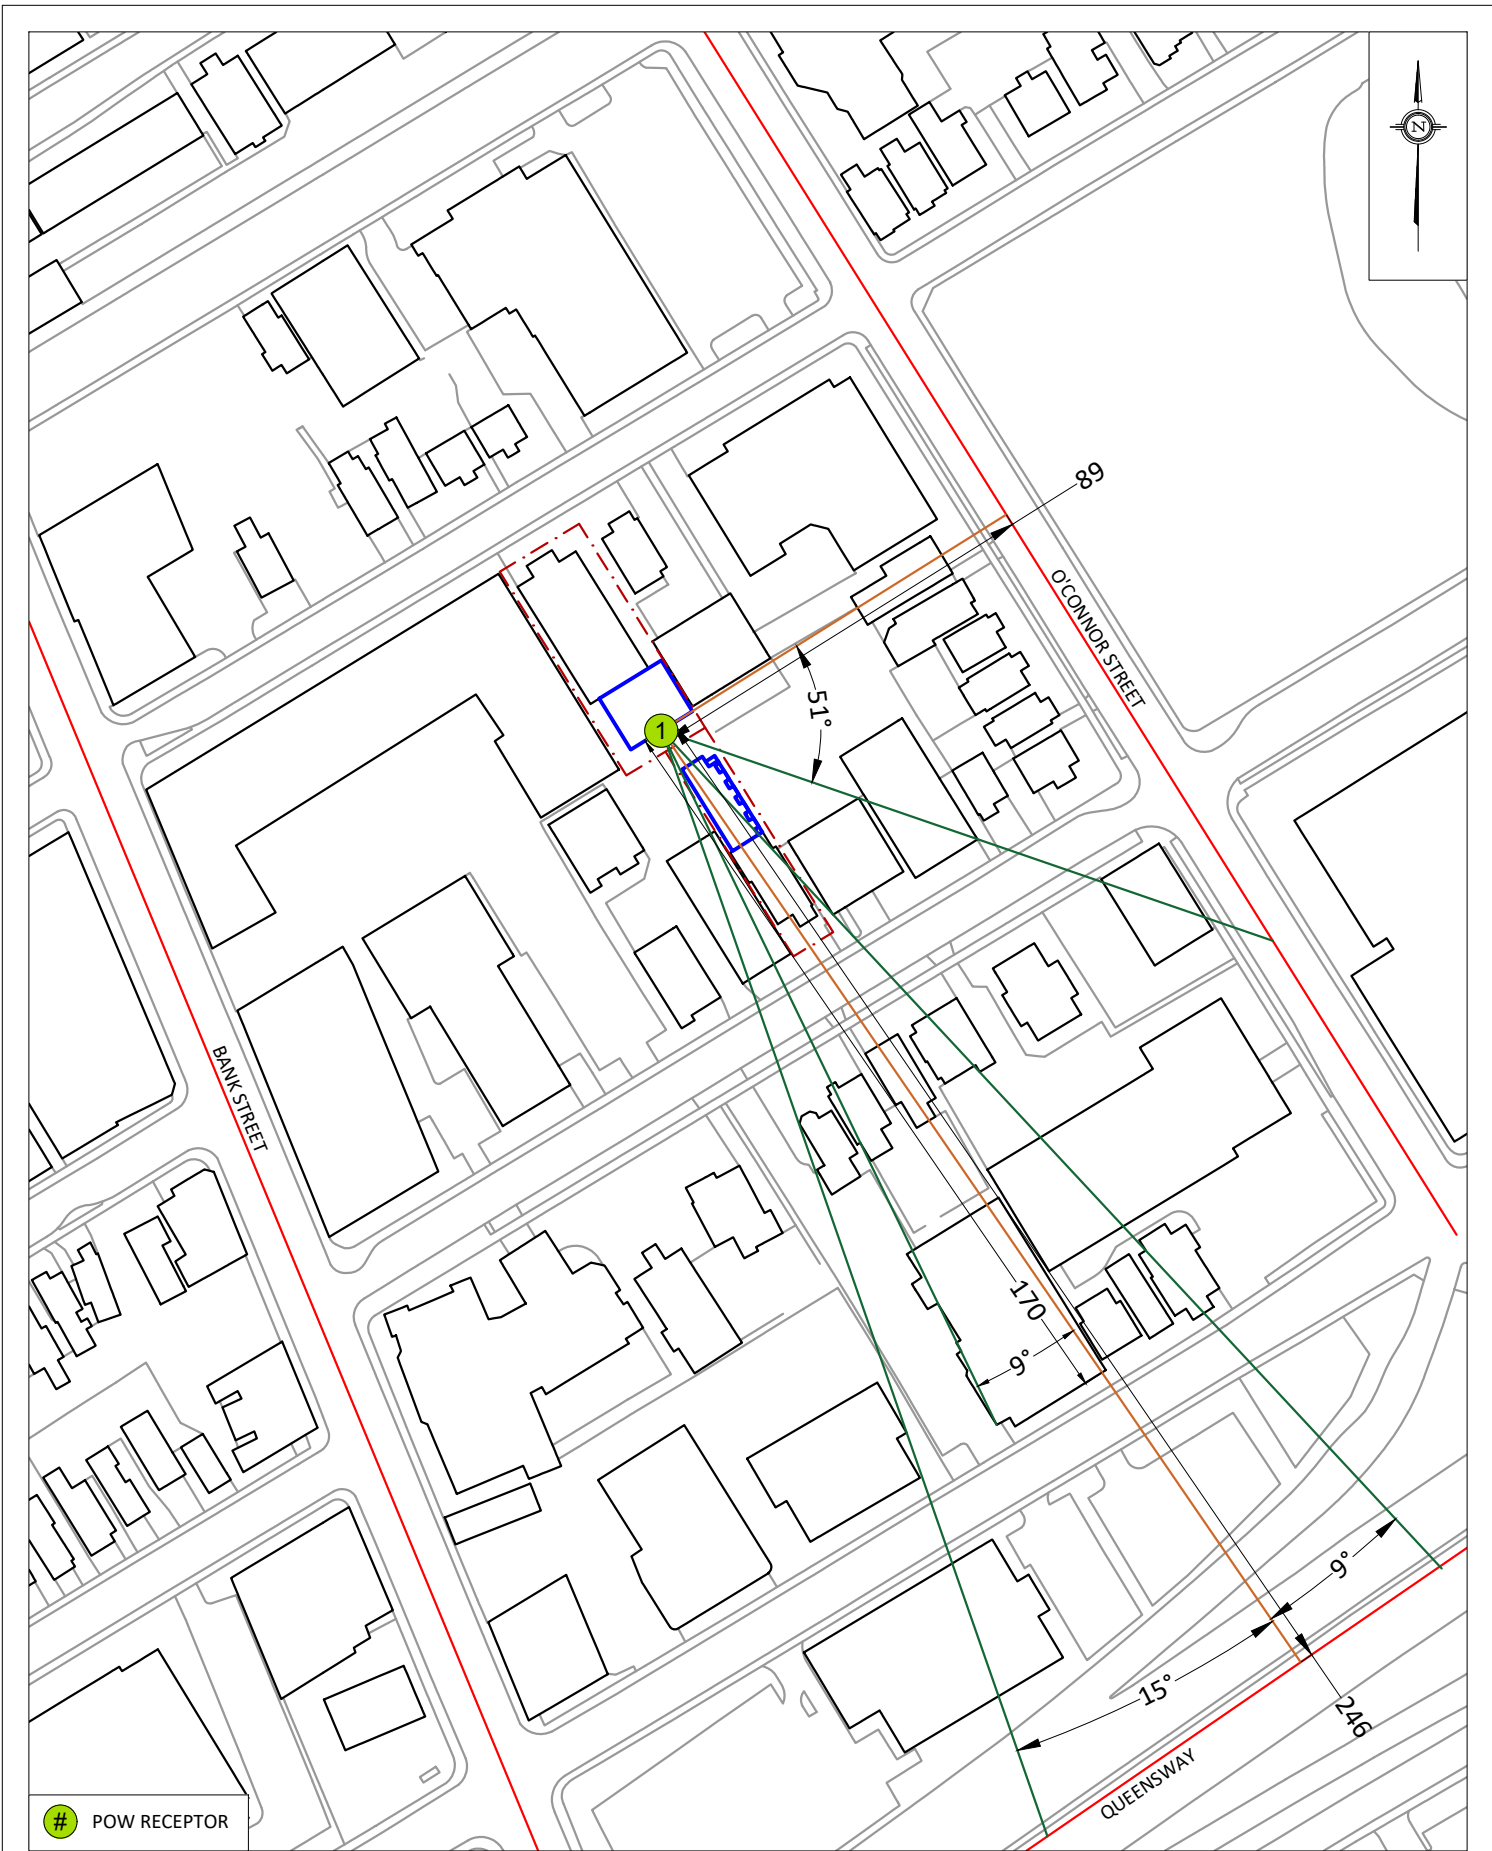 N
89
O'CONNOR STREET
51°
1
BANK STREET
170
9°
9°
15°
246
QUEENSWAY
# POW RECEPTOR